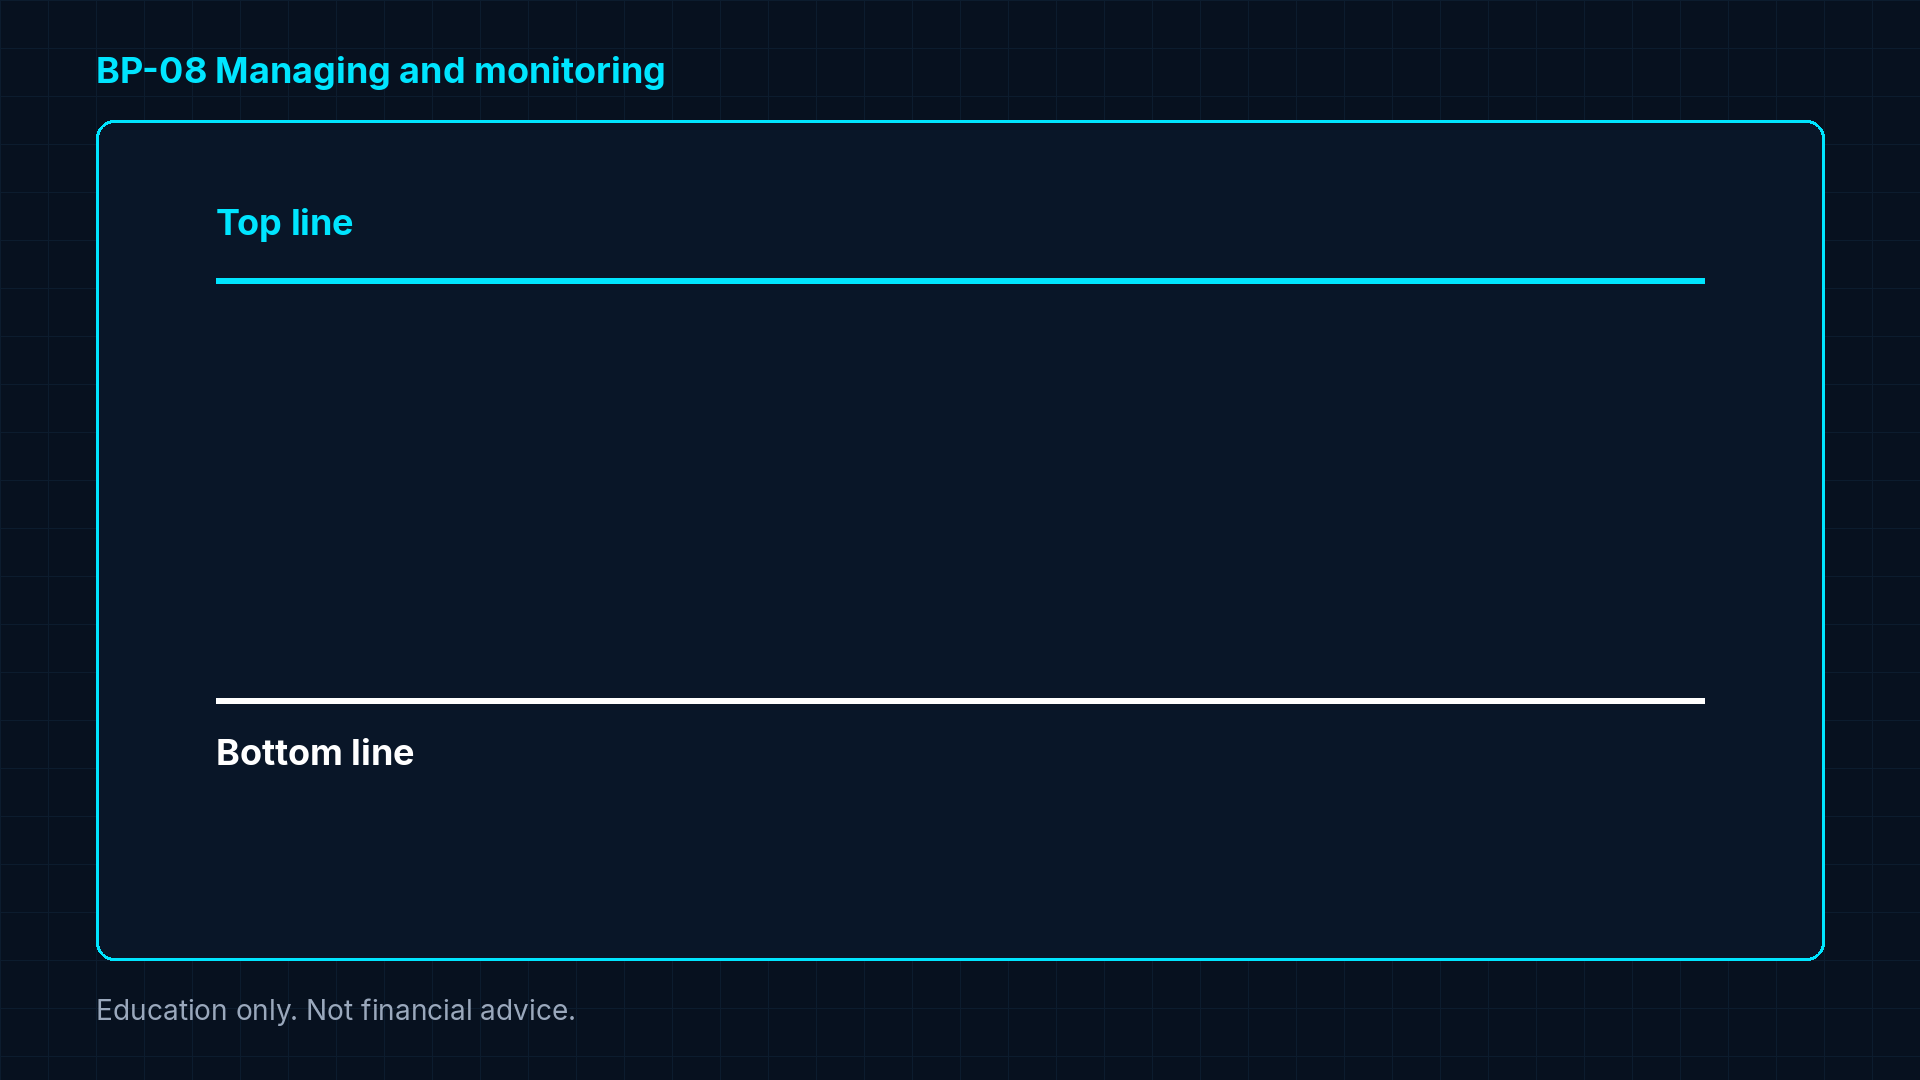 BP-08 Managing and monitoring
Top line
Bottom line
Education only. Not financial advice.